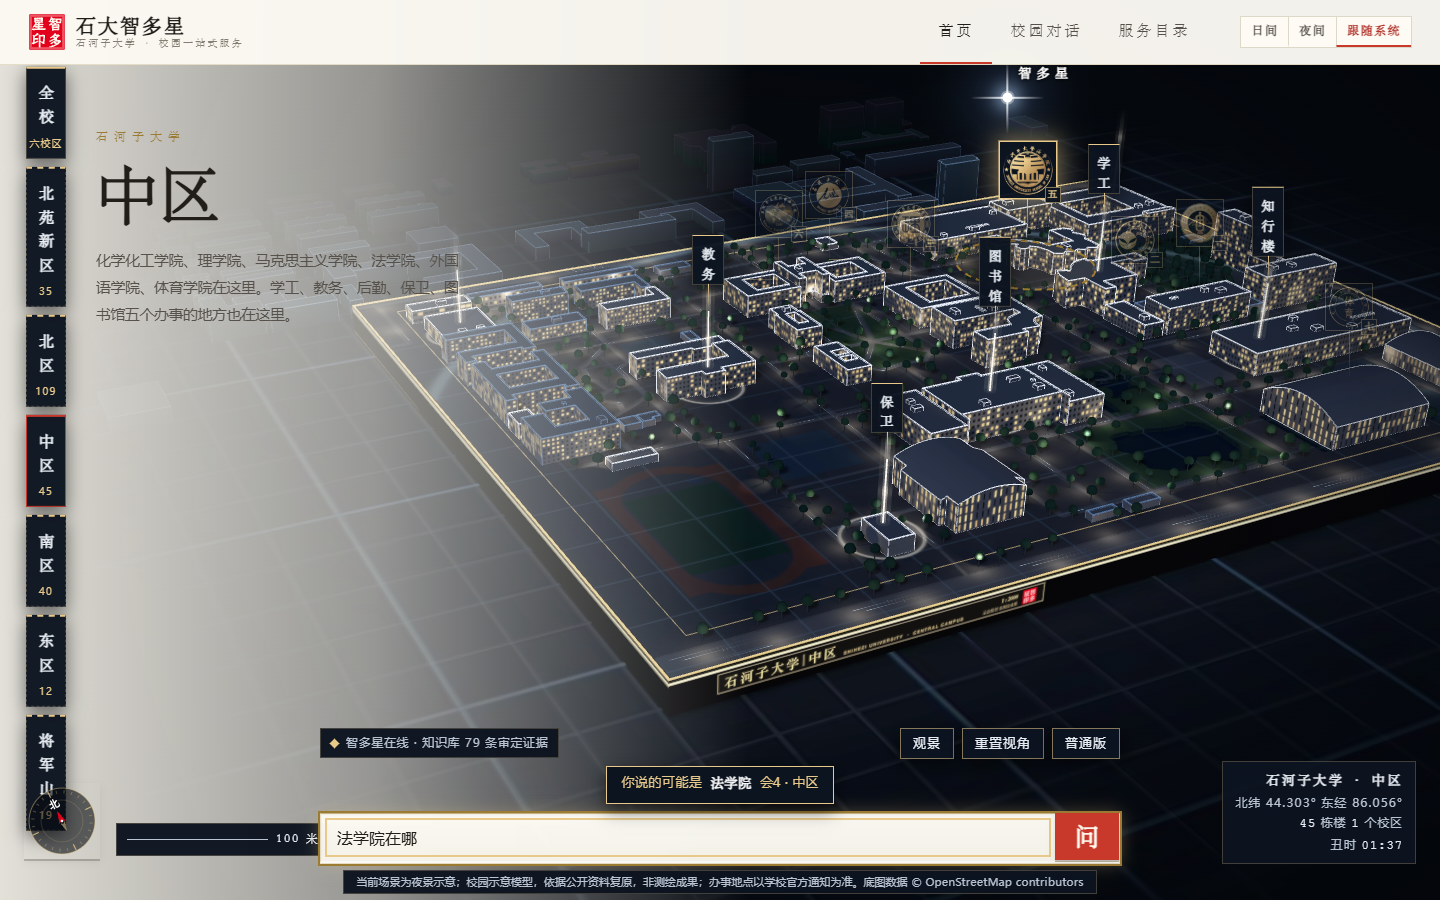 星智
印多
石大智多星
石河子大学 · 校园一站式服务
首页
校园对话
服务目录
日间
夜间
跟随系统
全校
六校区
北苑新区
35
北区
109
中区
45
南区
40
东区
12
将军山
19
石河子大学
中区
化学化工学院、理学院、马克思主义学院、法学院、外国
语学院、体育学院在这里。学工、教务、后勤、保卫、图
书馆五个办事的地方也在这里。
智多星
五
学工
知行楼
教务
图书馆
保卫
石河子大学|中区
SHIHEZI UNIVERSITY · CENTRAL CAMPUS
智多星在线 · 知识库 79 条审定证据
观景
重置视角
普通版
你说的可能是 法学院 会4 · 中区
北
100 米
法学院在哪
问
石河子大学 · 中区
北纬 44.303° 东经 86.056°
45 栋楼 1 个校区
丑时 01:37
当前场景为夜景示意；校园示意模型，依据公开资料复原，非测绘成果；办事地点以学校官方通知为准。底图数据 © OpenStreetMap contributors